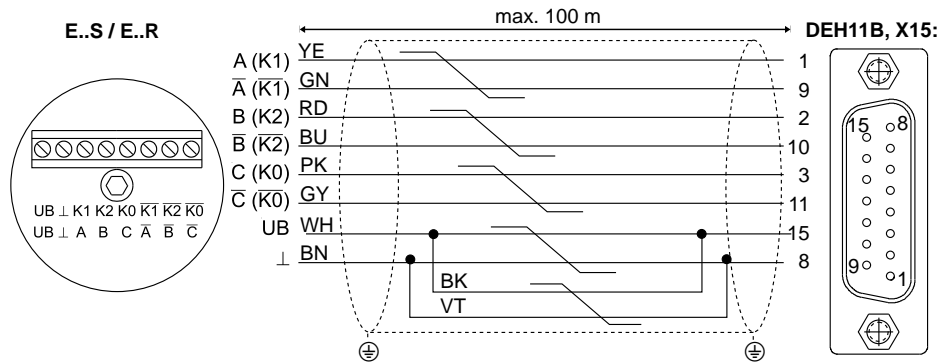 max. 100 m
E..S / E..R
DEH11B, X15:
A (K1) YE 1
A̅ (K̅1̅) GN 9
B (K2) RD 2
B̅ (K̅2̅) BU 10
C (K0) PK 3
C̅ (K̅0̅) GY 11
UB WH 15
⊥ BN 8
BK
VT
UB ⊥ K1 K2 K0 K̅1̅ K̅2̅ K̅0̅
UB ⊥ A B C A̅ B̅ C̅
15 8
9 1